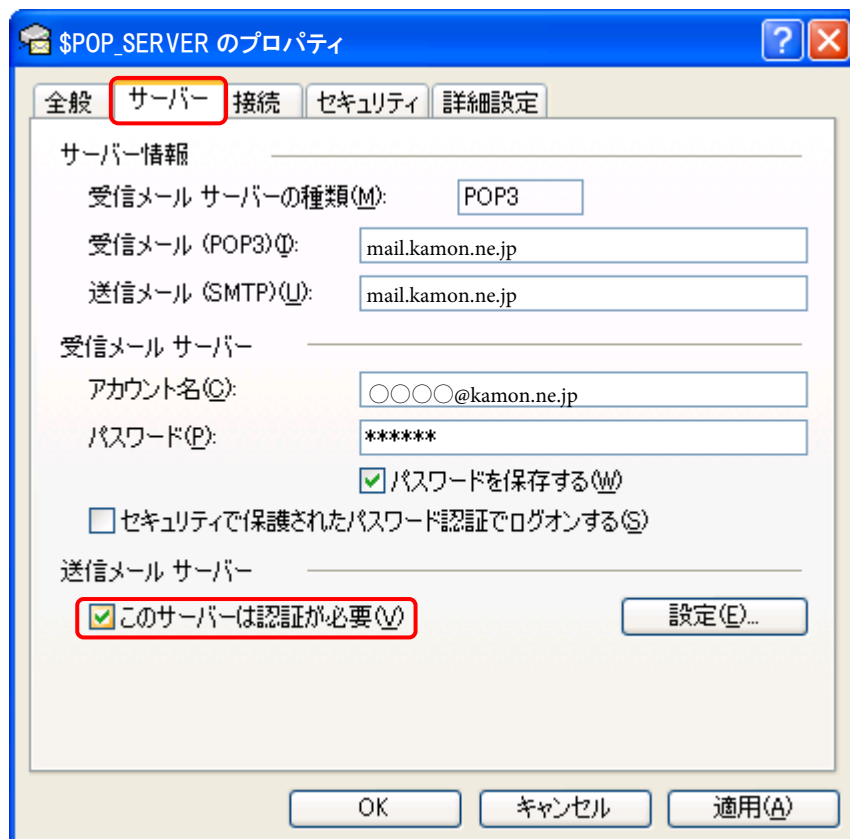 $POP_SERVER のプロパティ
全般 サーバー 接続 セキュリティ 詳細設定
サーバー情報
受信メール サーバーの種類(M): POP3
受信メール (POP3)(I): mail.kamon.ne.jp
送信メール (SMTP)(U): mail.kamon.ne.jp
受信メール サーバー
アカウント名(C): ○○○○@kamon.ne.jp
パスワード(P): ******
パスワードを保存する(W)
セキュリティで保護されたパスワード認証でログオンする(S)
送信メール サーバー
このサーバーは認証が必要(V) 設定(E)...
OK キャンセル 適用(A)